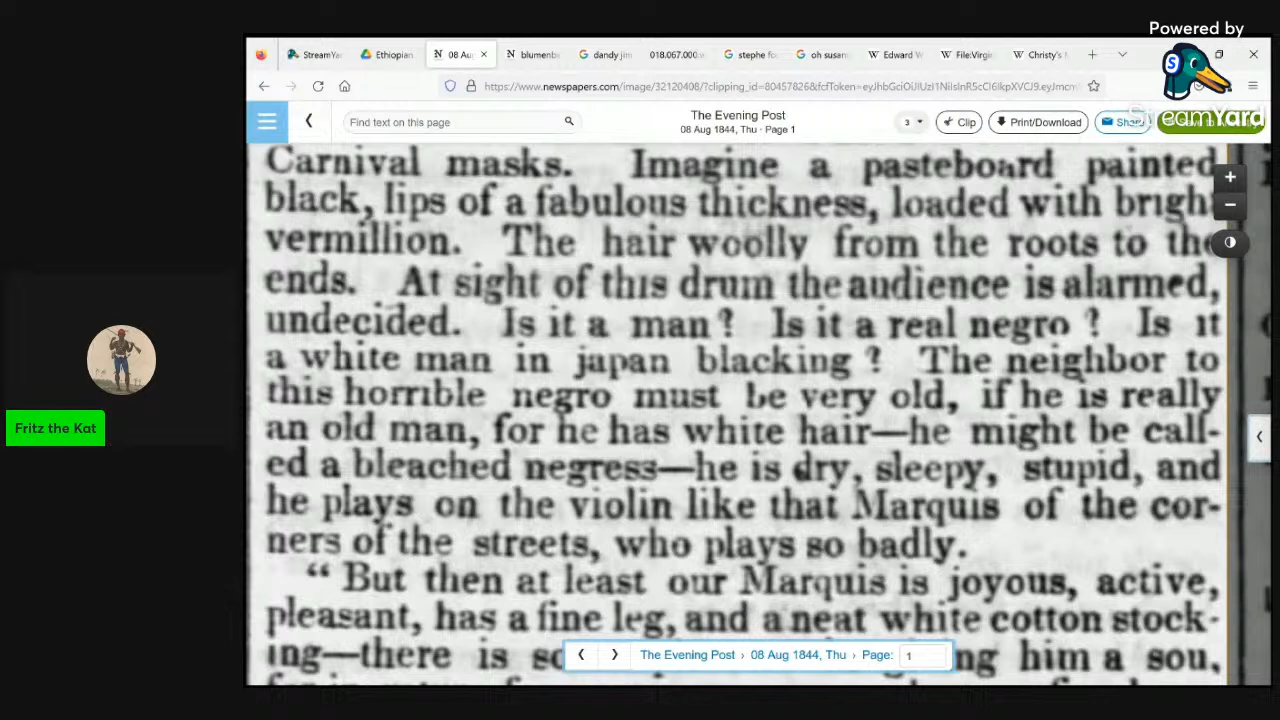 Powered by
StreamYard
StreamYar
Ethiopian
08 Au
blumenb
dandy jim
018.067.000
stephe fo
oh susan
Edward W
File:Virgin
Christy's
https://www.newspapers.com/image/32120408/?clipping_id=80457826&fcfToken=
Find text on this page
The Evening Post
08 Aug 1844, Thu · Page 1
3
Clip
Print/Download
Share
Carnival masks. Imagine a pasteboard painted
black, lips of a fabulous thickness, loaded with brigh
vermillion. The hair woolly from the roots to the
ends. At sight of this drum the audience is alarmed,
undecided. Is it a man? Is it a real negro? Is it
a white man in japan blacking? The neighbor to
this horrible negro must be very old, if he is really
an old man, for he has white hair—he might be call-
ed a bleached negress—he is dry, sleepy, stupid, and
he plays on the violin like that Marquis of the cor-
ners of the streets, who plays so badly.
“ But then at least our Marquis is joyous, active,
pleasant, has a fine leg, and a neat white cotton stock-
ing—there is so
ng him a sou,
The Evening Post › 08 Aug 1844, Thu › Page: 1
Fritz the Kat